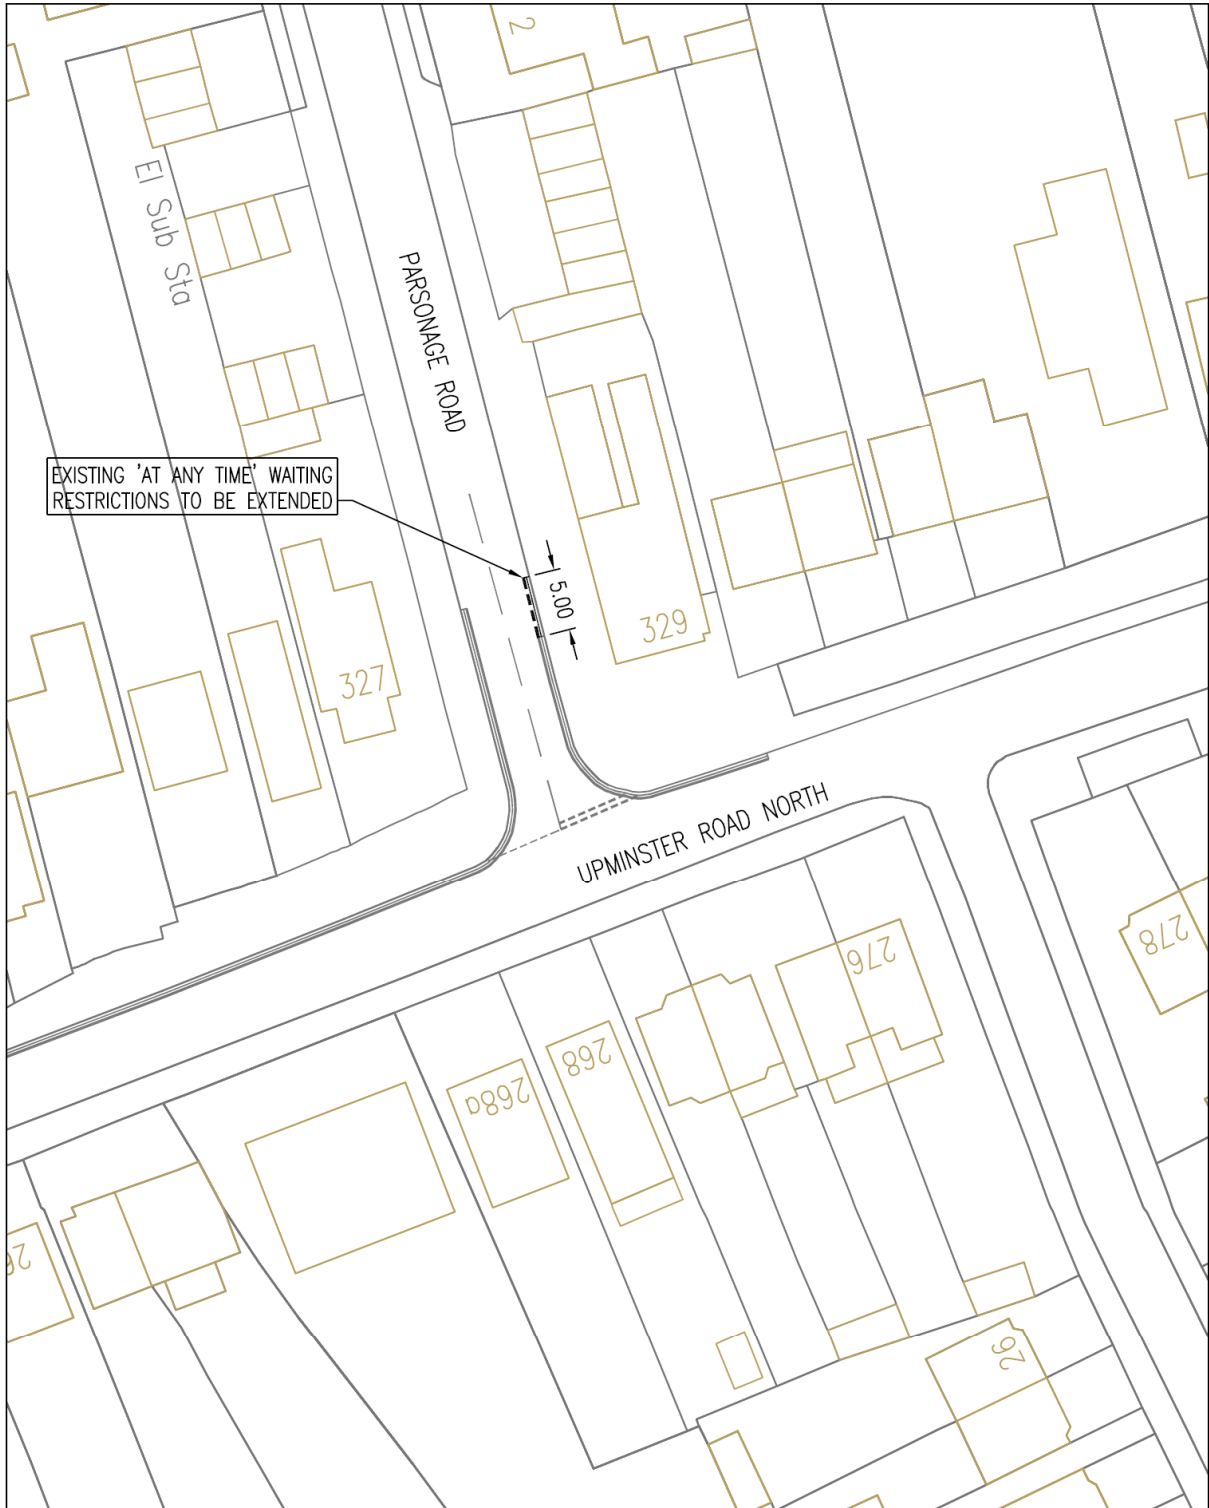 2
El Sub Sta
PARSONAGE ROAD
EXISTING 'AT ANY TIME' WAITING
RESTRICTIONS TO BE EXTENDED
5.00
329
327
UPMINSTER ROAD NORTH
278
276
268
268a
26
26